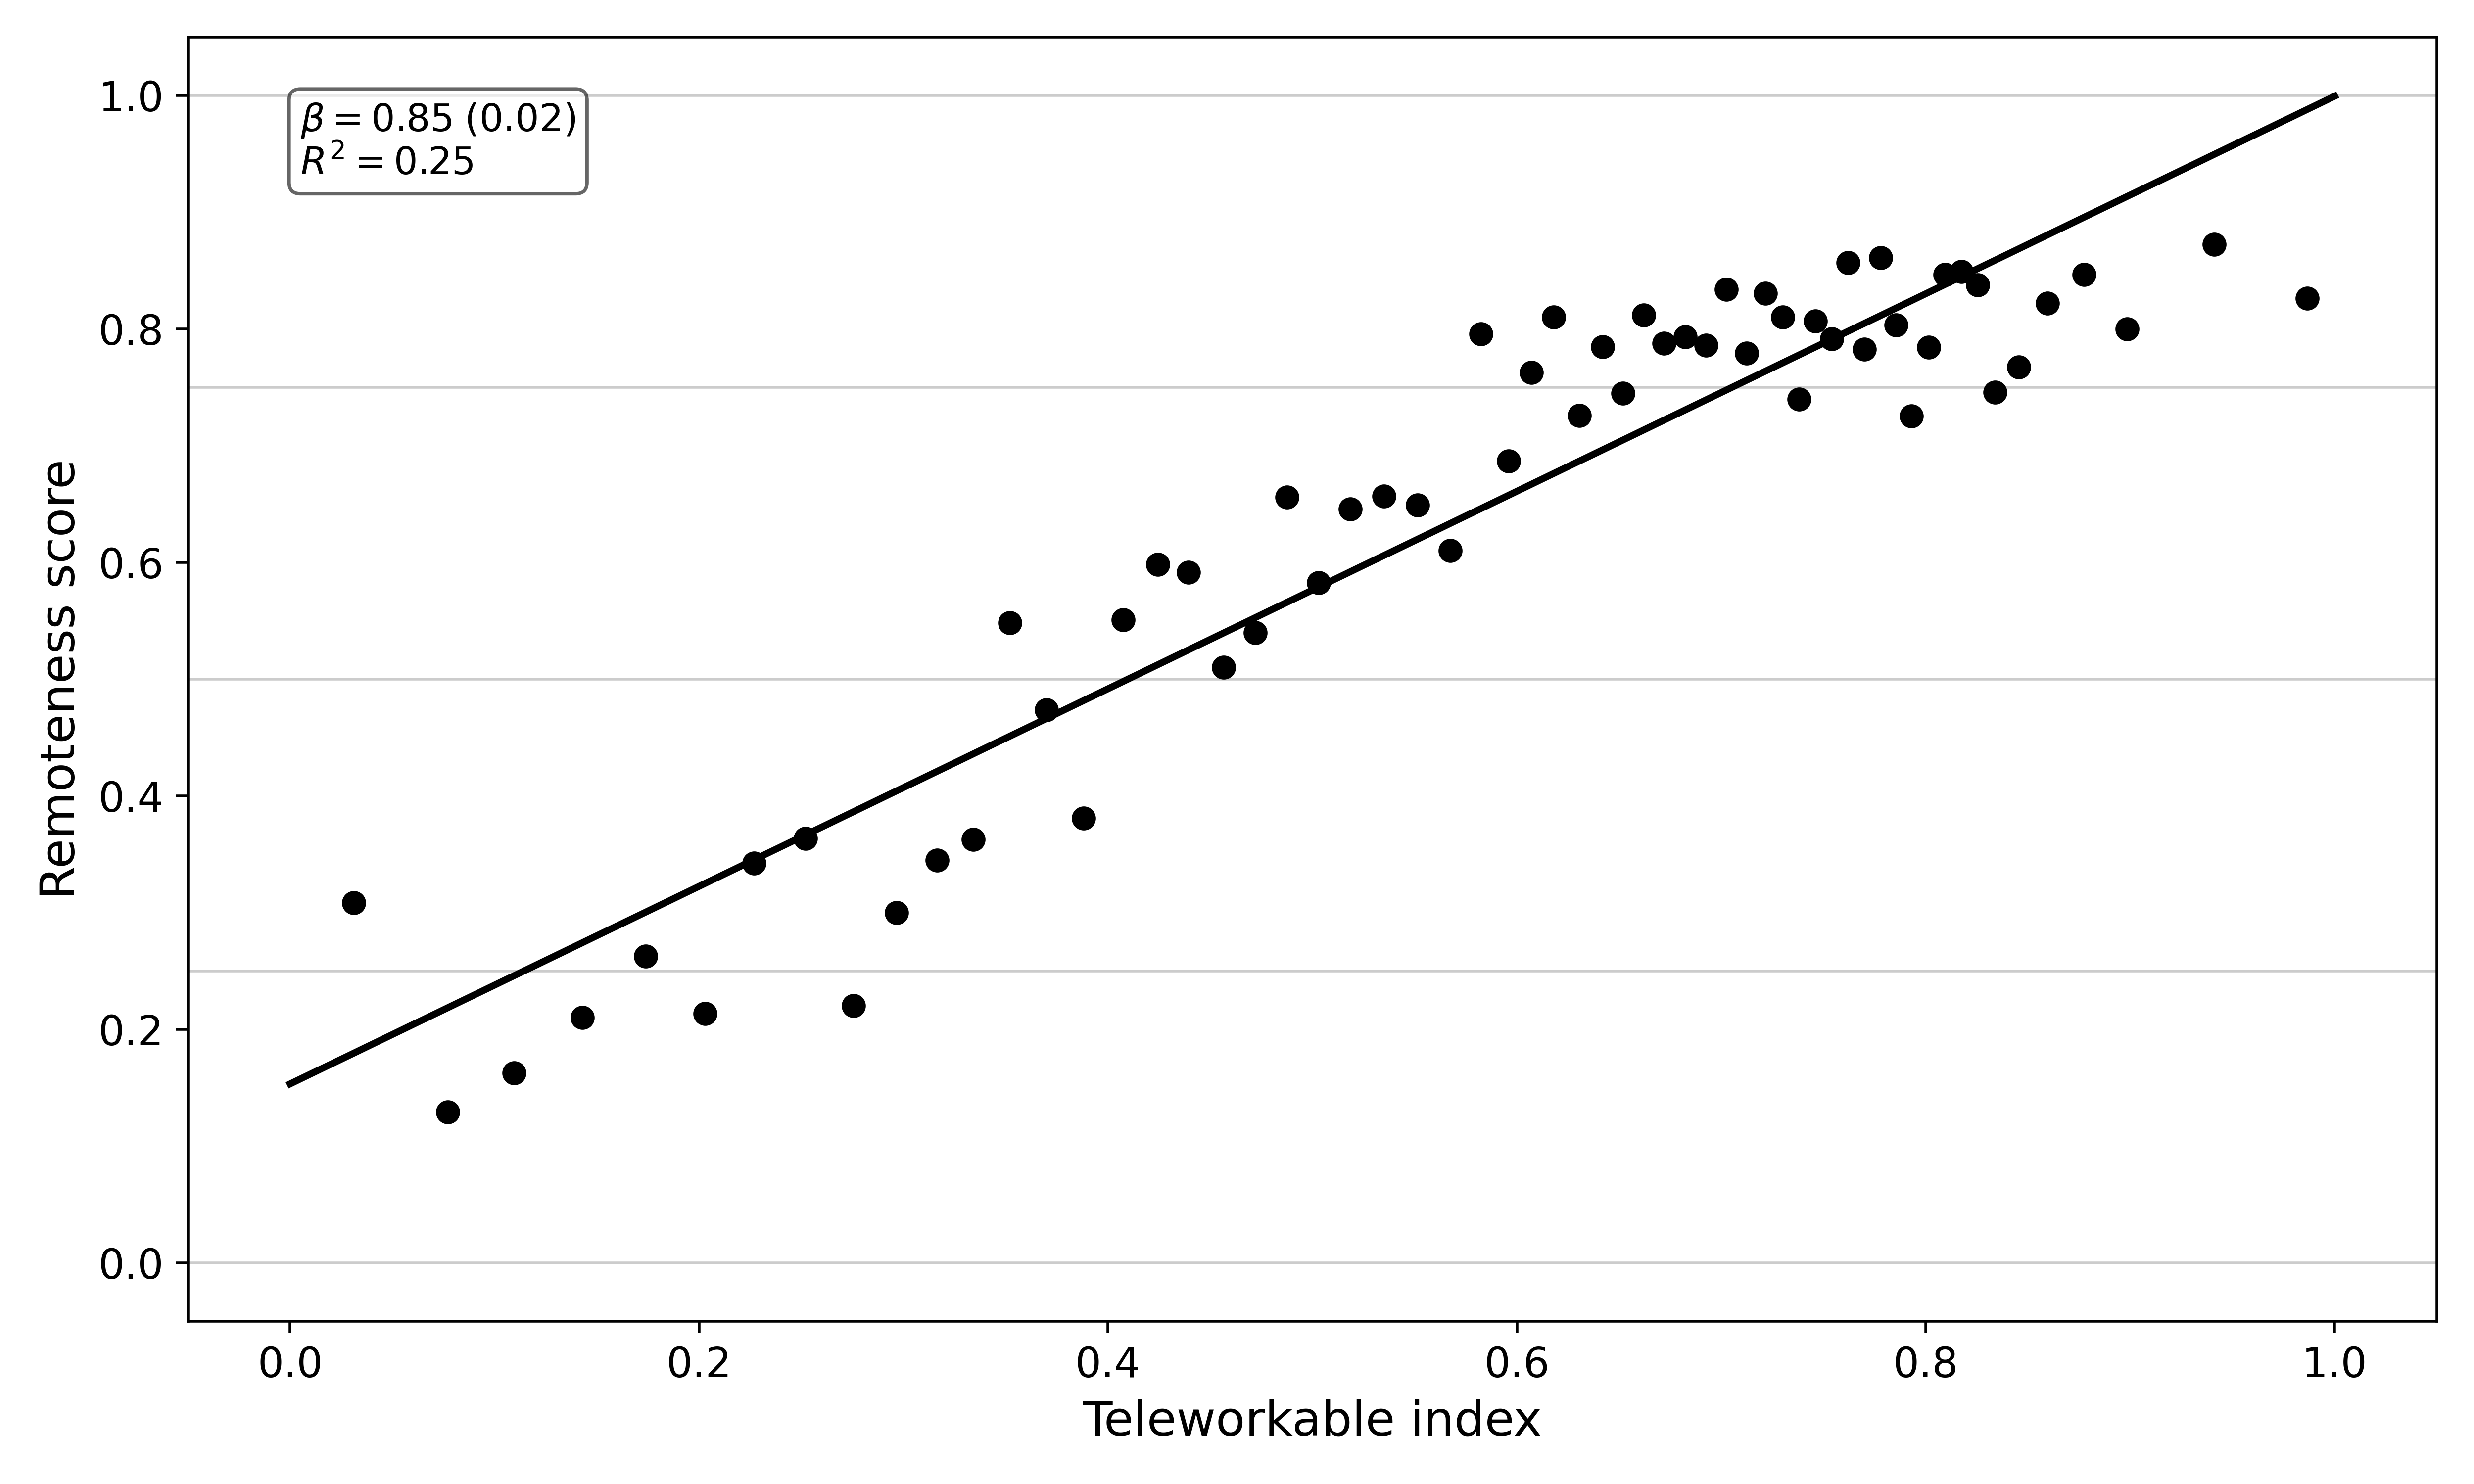 β = 0.85 (0.02)
R² = 0.25
1.0
0.8
0.6
0.4
0.2
0.0
Remoteness score
0.0 0.2 0.4 0.6 0.8 1.0
Teleworkable index